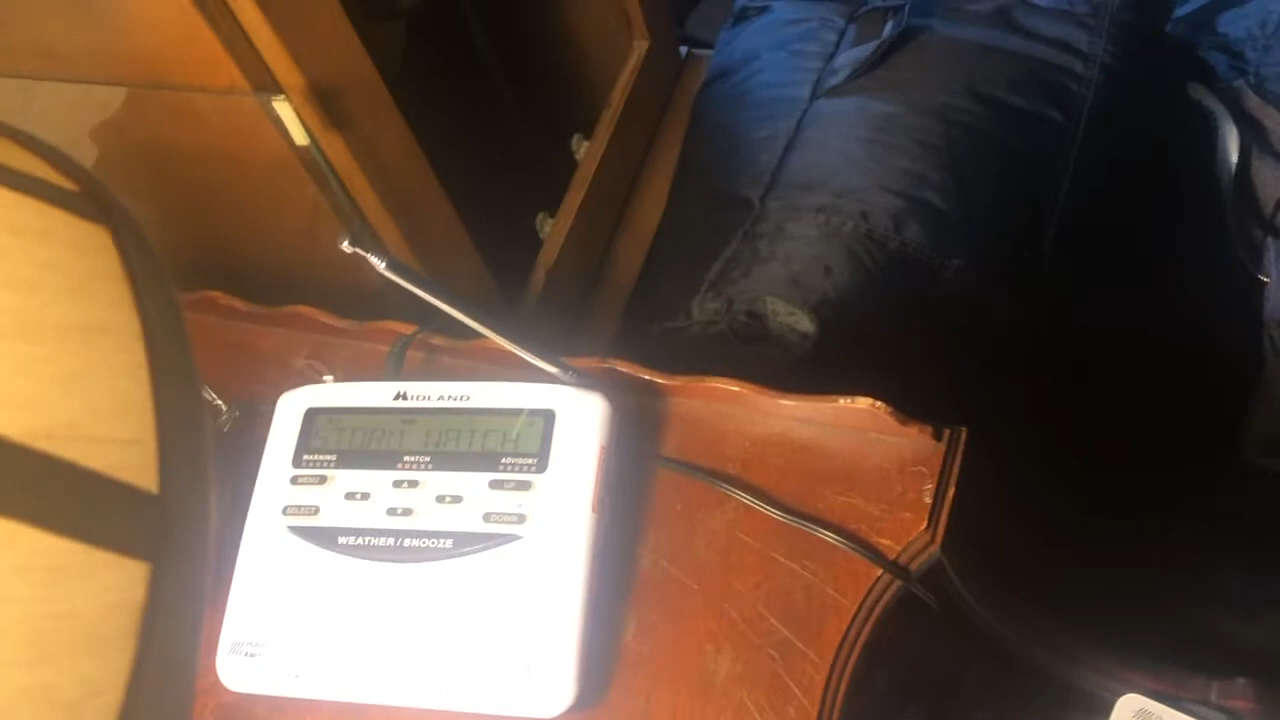 MIDLAND
STORM WATCH
WARNING WATCH ADVISORY
MENU UP
SELECT DOWN
WEATHER / SNOOZE